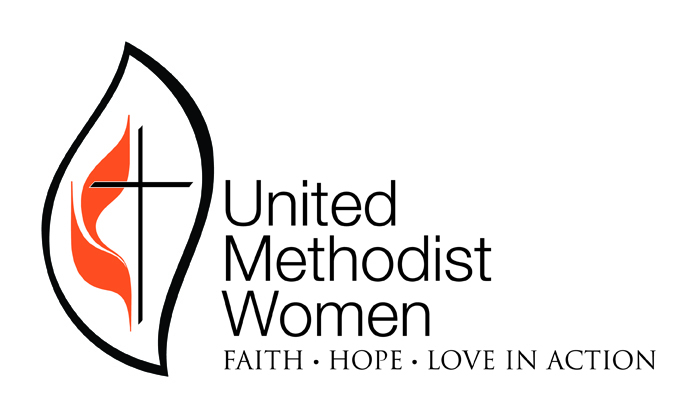 United
Methodist
Women
FAITH • HOPE • LOVE IN ACTION